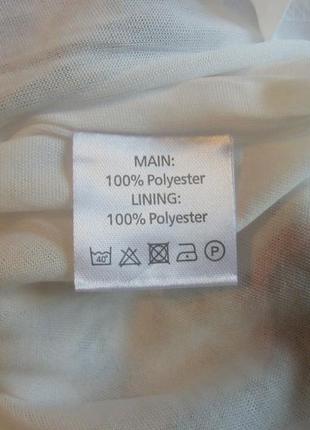 MAIN:
100% Polyester
LINING:
100% Polyester
40° P